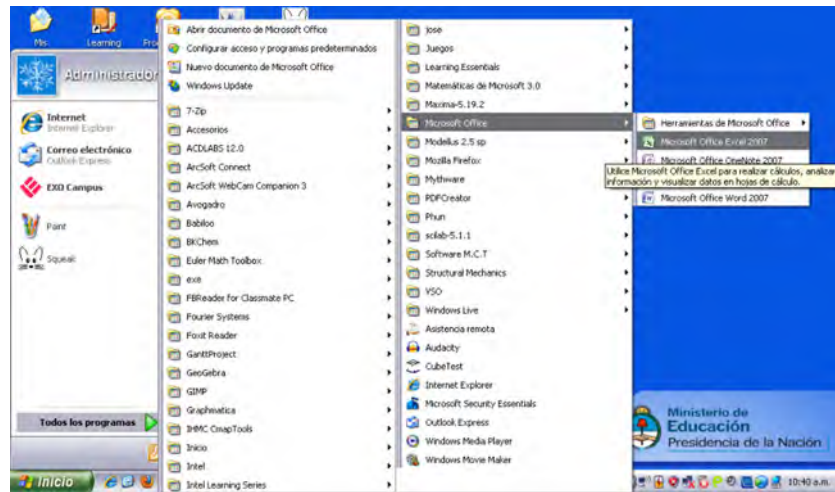 Mis
Learning
Administrador
Internet
Internet Explorer
Correo electrónico
Outlook Express
EXO Campus
Paint
Squeak
Todos los programas
Inicio
Abrir documento de Microsoft Office
Configurar acceso y programas predeterminados
Nuevo documento de Microsoft Office
Windows Update
7-Zip
Accesorios
ACDLABS 12.0
ArcSoft Connect
ArcSoft WebCam Companion 3
Avogadro
Babiloo
BKChem
Euler Math Toolbox
exe
FBReader for Classmate PC
Fourier Systems
Foxit Reader
GanttProject
GeoGebra
GIMP
Graphmatica
IHMC CmapTools
Inicio
Intel
Intel Learning Series
jose
Juegos
Learning Essentials
Matemáticas de Microsoft 3.0
Maxima-5.19.2
Microsoft Office
Modellus 2.5 sp
Mozilla Firefox
Mythware
PDFCreator
Phun
scilab-5.1.1
Software M.C.T
Structural Mechanics
VSO
Windows Live
Asistencia remota
Audacity
CubeTest
Internet Explorer
Microsoft Security Essentials
Outlook Express
Windows Media Player
Windows Movie Maker
Herramientas de Microsoft Office
Microsoft Office Excel 2007
Microsoft Office OneNote 2007
Utilice Microsoft Office Excel para realizar cálculos, analizar
información y visualizar datos en hojas de cálculo.
Microsoft Office Word 2007
Ministerio de
Educación
Presidencia de la Nación
10:40 a.m.